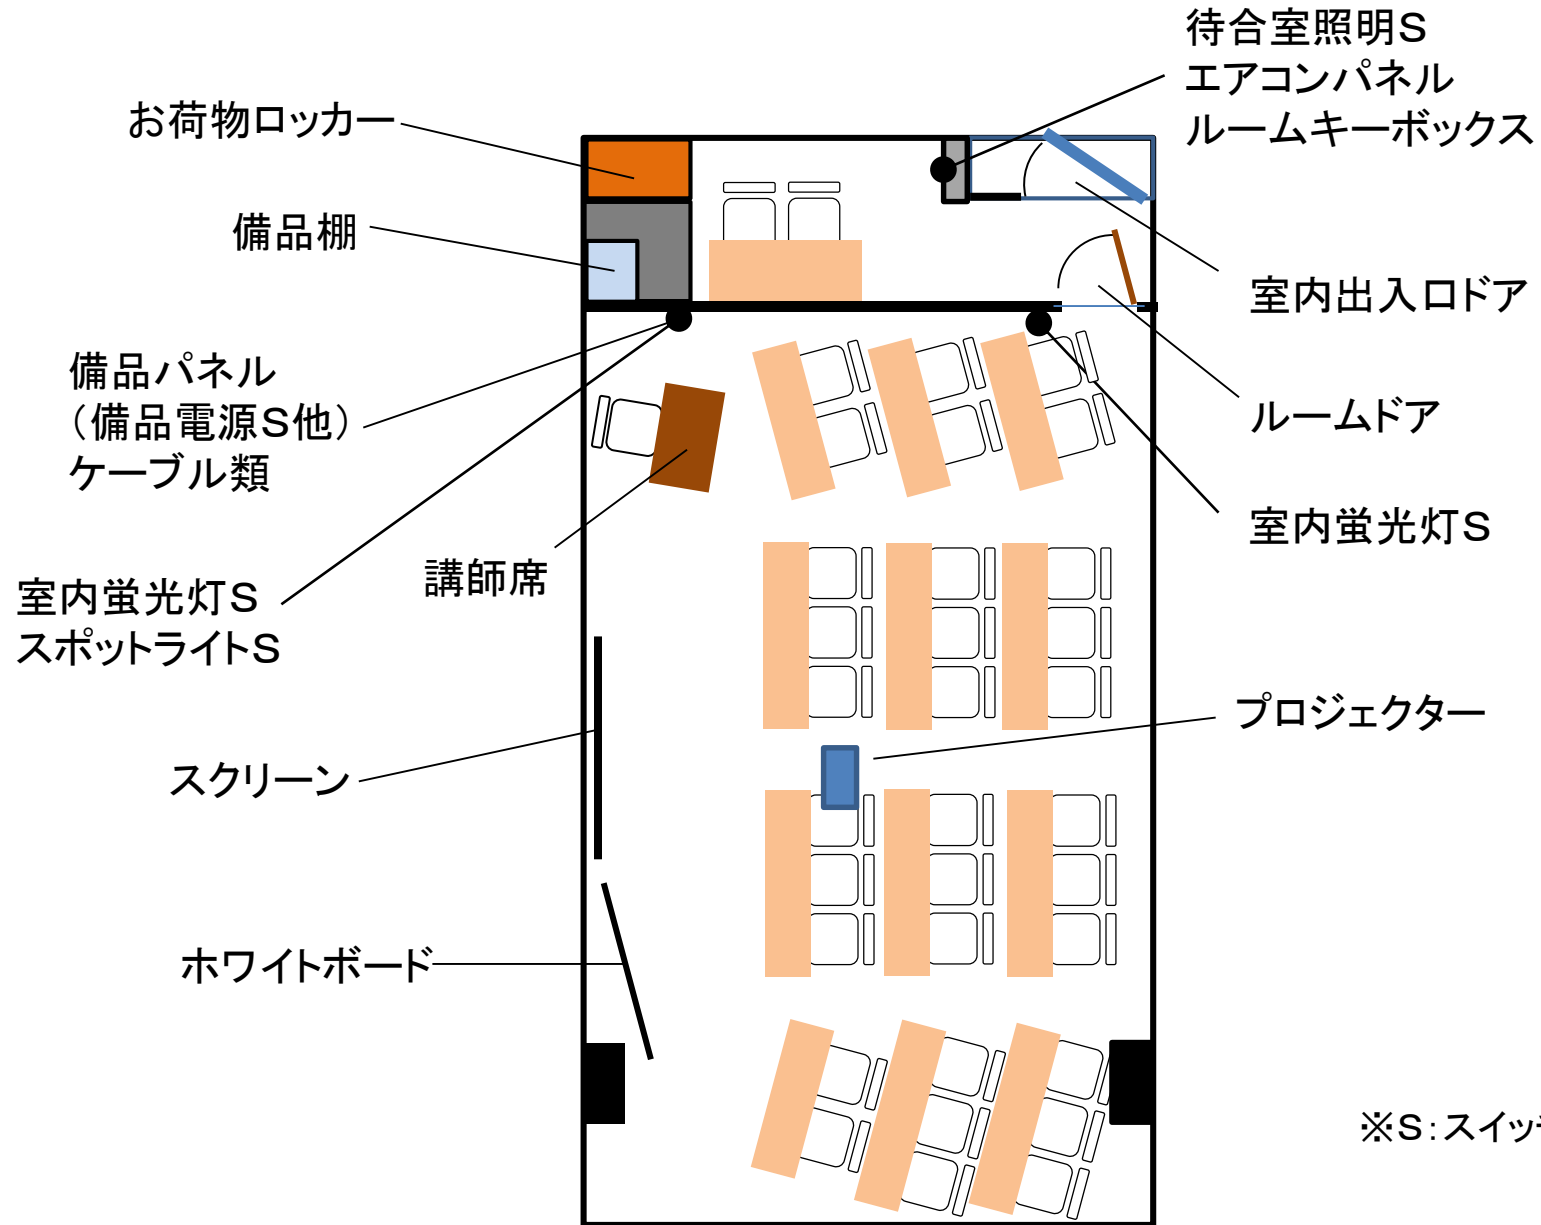 待合室照明S
エアコンパネル
ルームキーボックス
お荷物ロッカー
備品棚
室内出入口ドア
備品パネル
（備品電源S他）
ケーブル類
ルームドア
室内蛍光灯S
講師席
室内蛍光灯S
スポットライトS
プロジェクター
スクリーン
ホワイトボード
※S：スイッチ